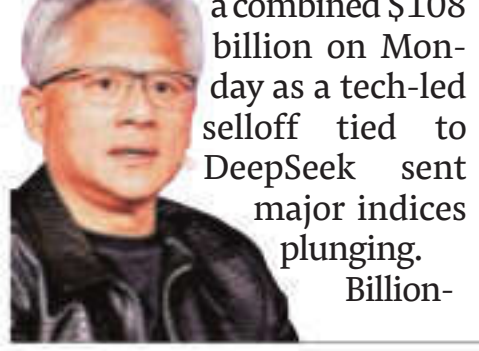 a combined $108
billion on Mon-
day as a tech-led
selloff tied to
DeepSeek sent
major indices
plunging.
Billion-